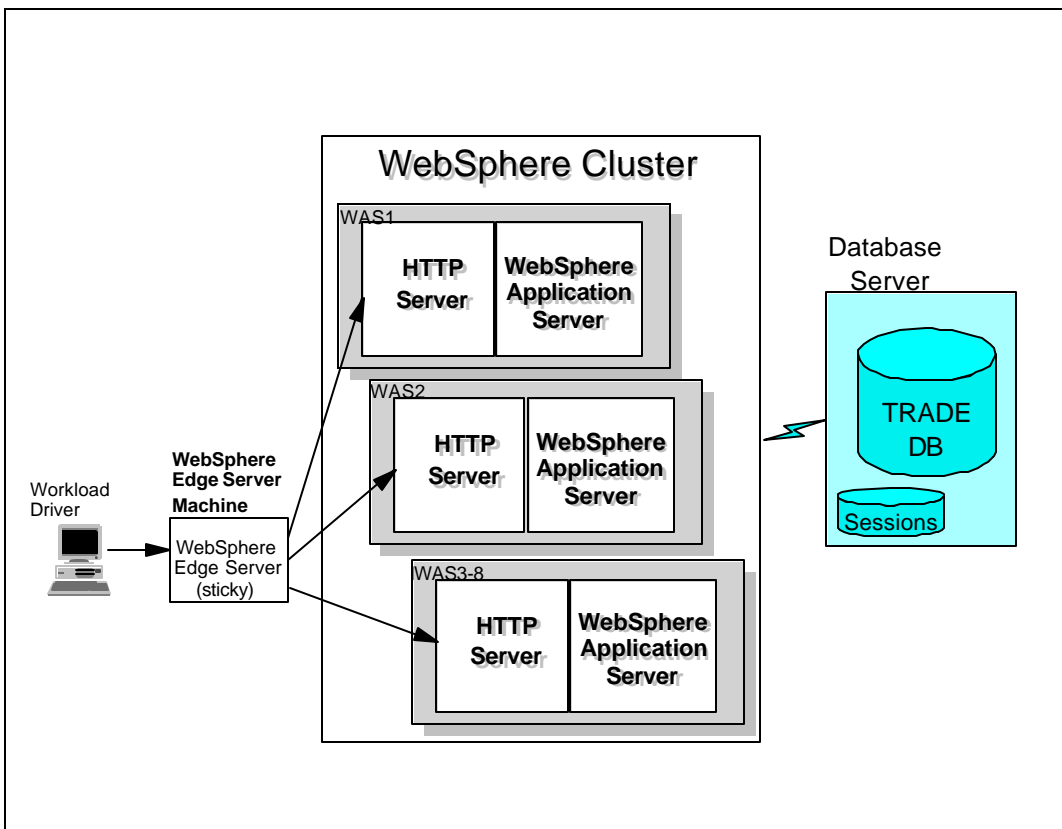 WebSphere Cluster
WAS1
HTTP
Server
WebSphere
Application
Server
WAS2
HTTP
Server
WebSphere
Application
Server
WAS3-8
HTTP
Server
WebSphere
Application
Server
Workload
Driver
WebSphere
Edge Server
Machine
WebSphere
Edge Server
(sticky)
Database
Server
TRADE
DB
Sessions